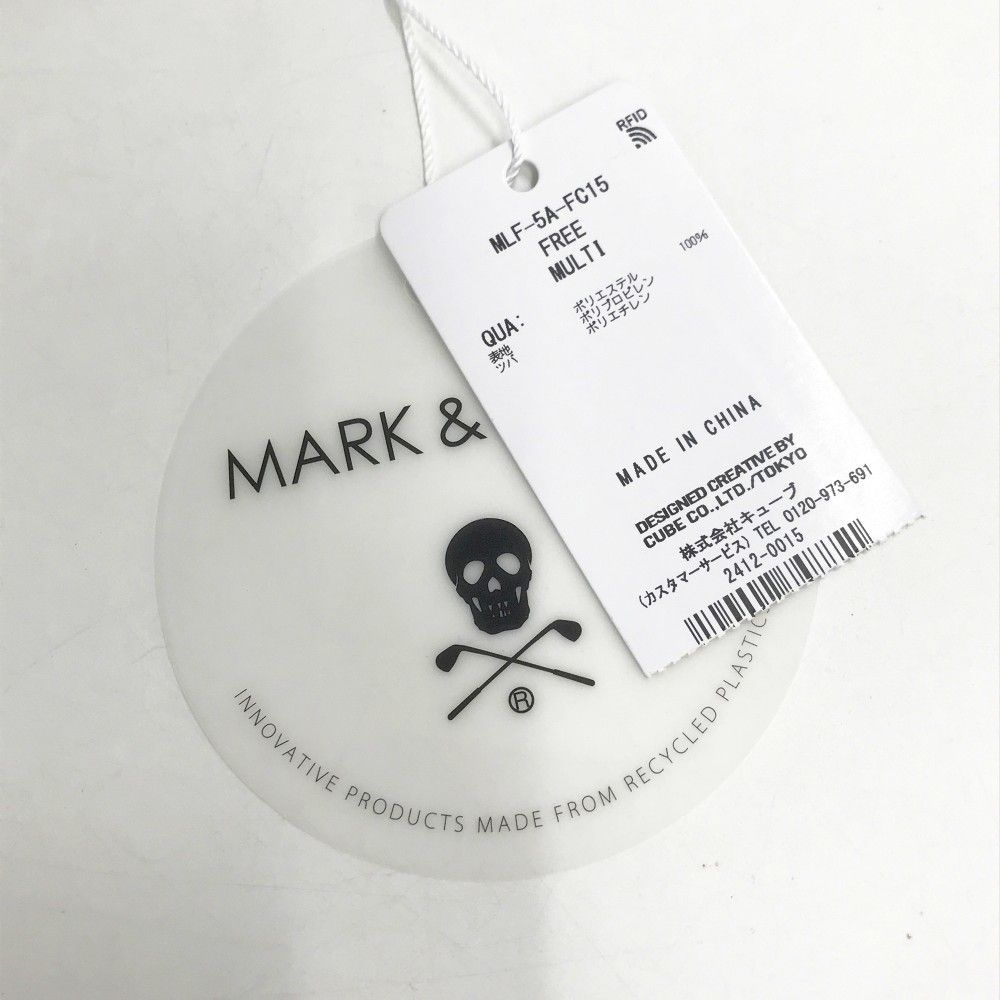 RFID
MLF-5A-FC15
FREE
MULTI
QUA:
表地 ポリエステル 100%
ツバ ポリプロピレン
ポリエチレン
MADE IN CHINA
DESIGNED CREATIVE BY
CUBE CO.,LTD./TOKYO
株式会社キューブ
(カスタマーサービス) TEL 0120-973-691
2412-0015
MARK &
®
INNOVATIVE PRODUCTS MADE FROM RECYCLED PLASTIC